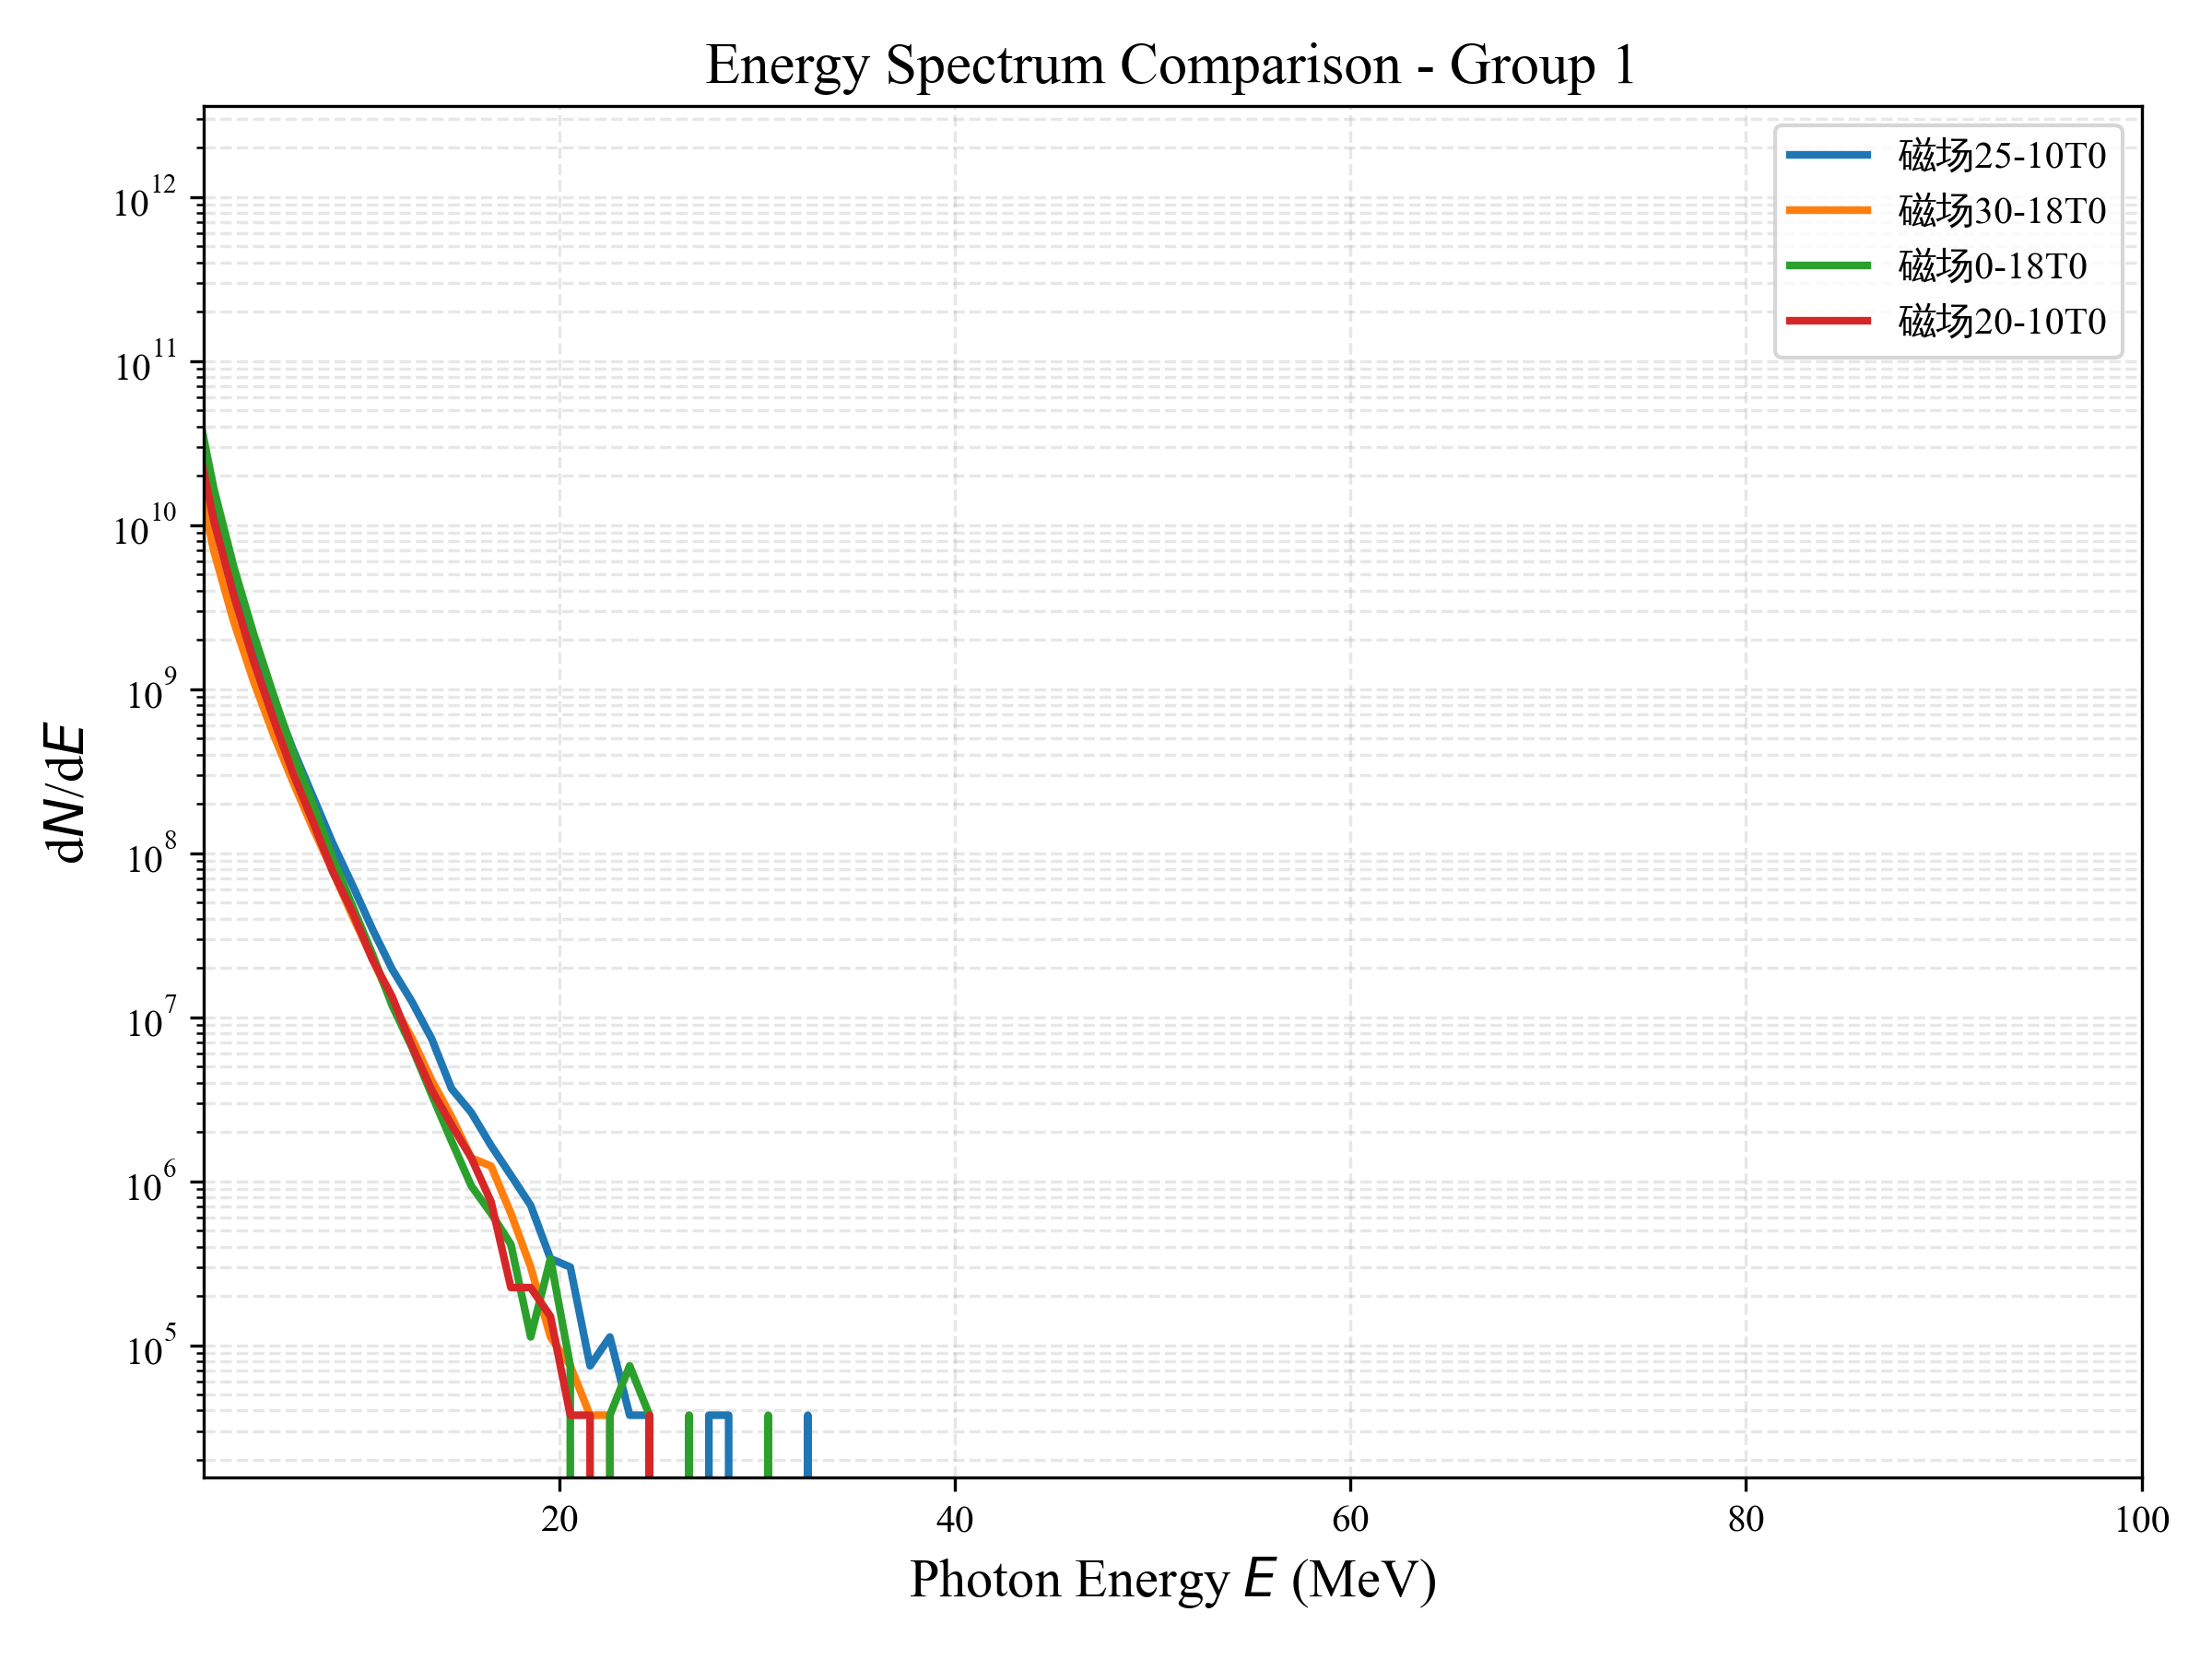 Energy Spectrum Comparison - Group 1
磁场25-10T0
磁场30-18T0
磁场0-18T0
磁场20-10T0
10^12
10^11
10^10
10^9
10^8
10^7
10^6
10^5
dN/dE
20 40 60 80 100
Photon Energy E (MeV)